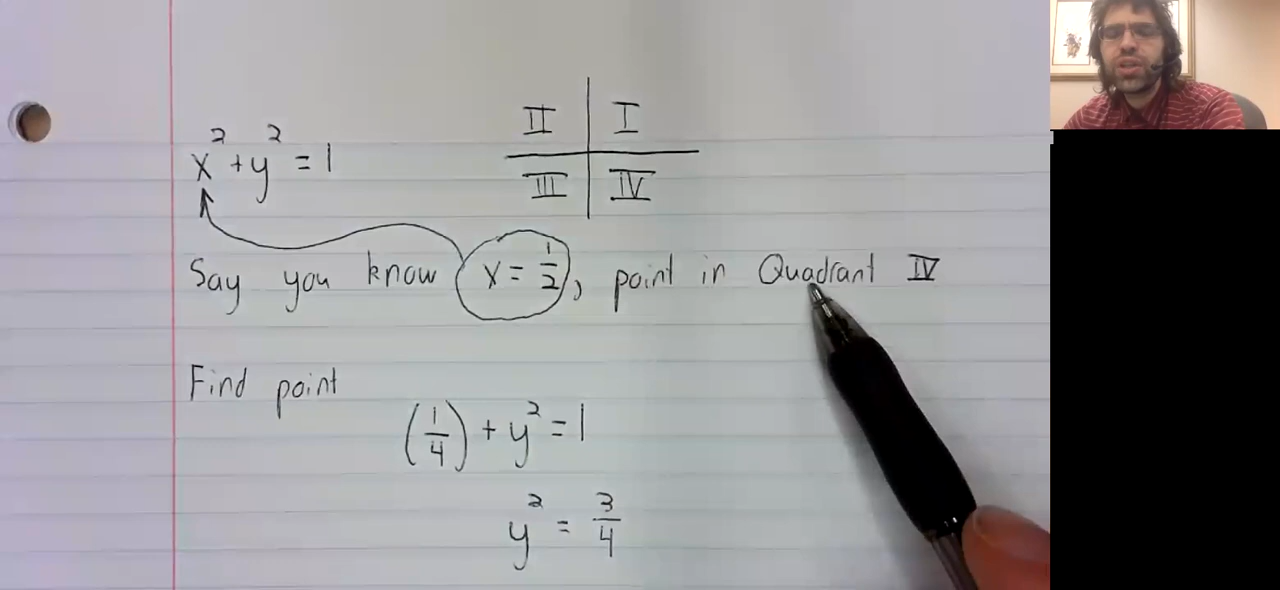 II I
x² + y² = 1
III IV
Say you know x = 1/2, point in Quadrant IV
Find point
(1/4) + y² = 1
y² = 3/4